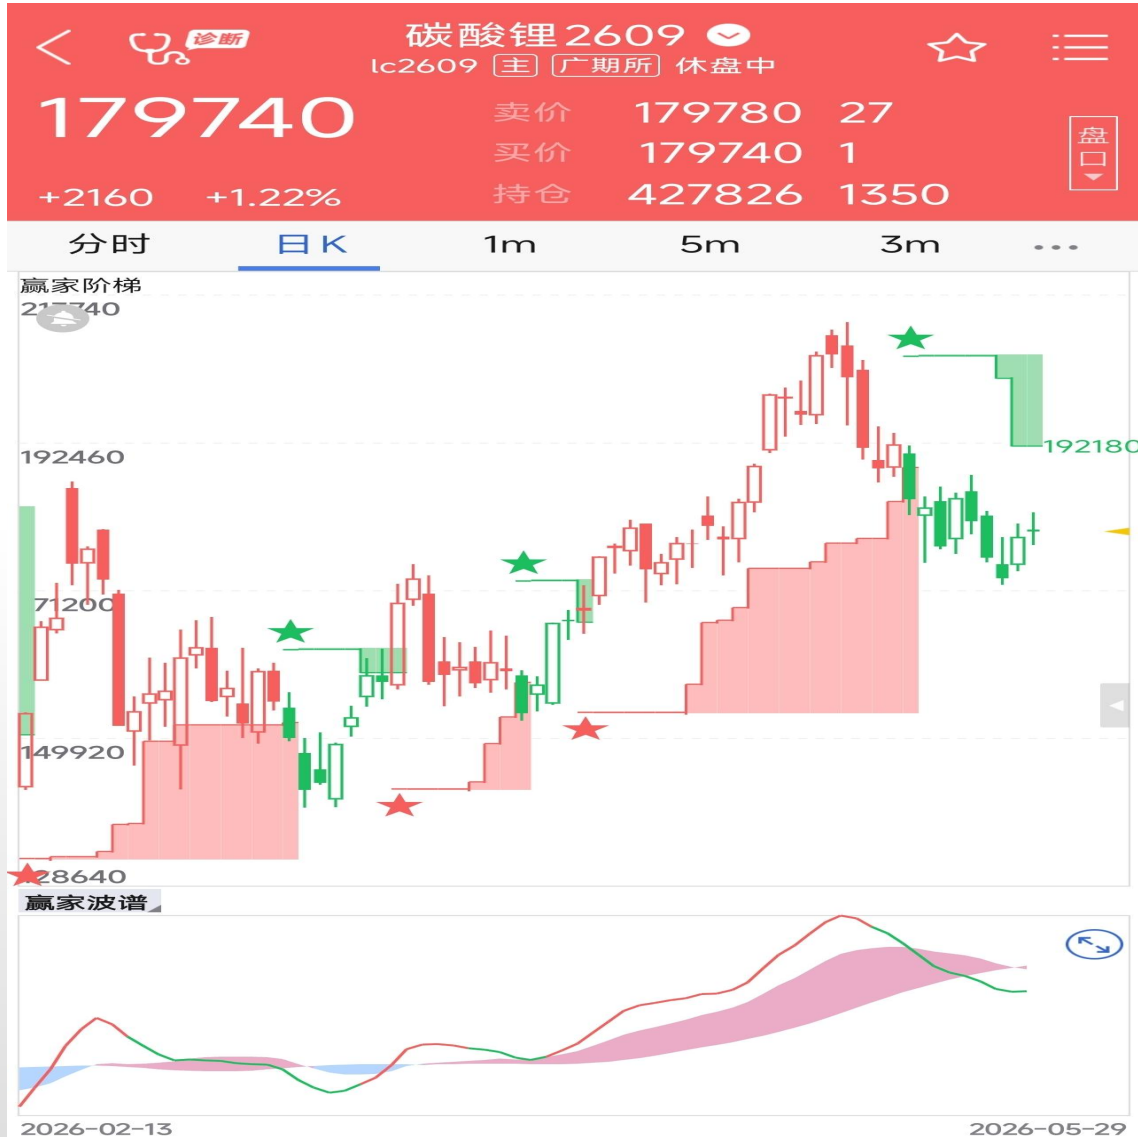 诊断
碳酸锂2609
lc2609 主 广期所 休盘中
179740
卖价 179780 27
买价 179740 1
+2160 +1.22%
持仓 427826 1350
盘口
分时 日K 1m 5m 3m
赢家阶梯
192180
192460
149920
赢家波谱
2026-02-13 2026-05-29